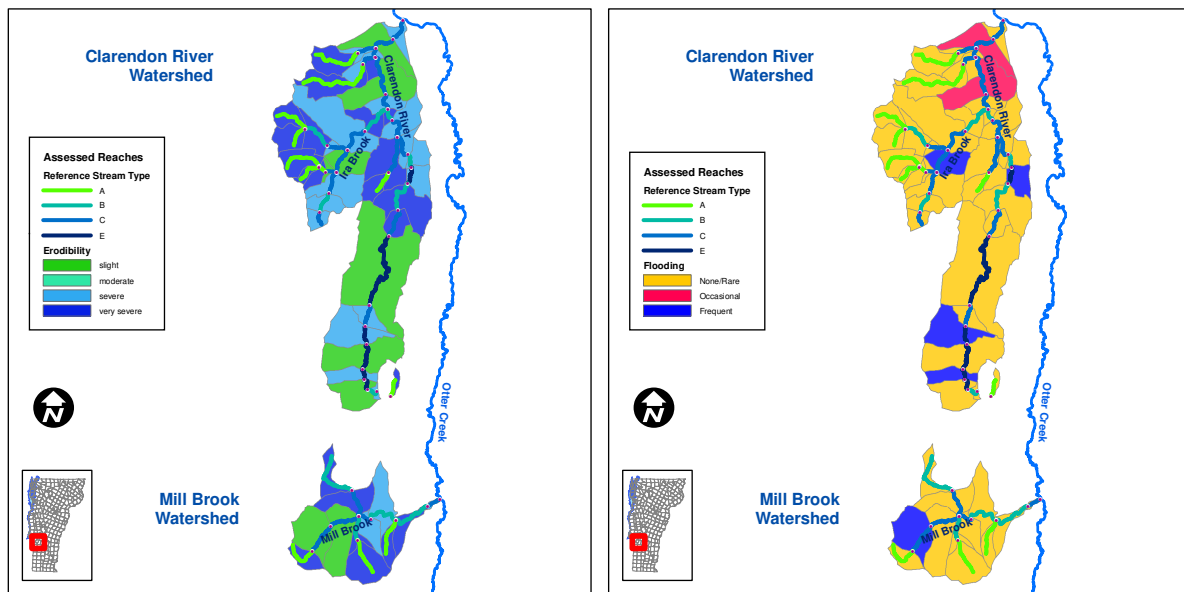 Clarendon River
Watershed
Clarendon River
Ira Brook
Assessed Reaches
Reference Stream Type
A
B
C
E
Erodibility
slight
moderate
severe
very severe
N
Otter Creek
Mill Brook
Watershed
Mill Brook
Clarendon River
Watershed
Clarendon River
Ira Brook
Assessed Reaches
Reference Stream Type
A
B
C
E
Flooding
None/Rare
Occasional
Frequent
N
Otter Creek
Mill Brook
Watershed
Mill Brook